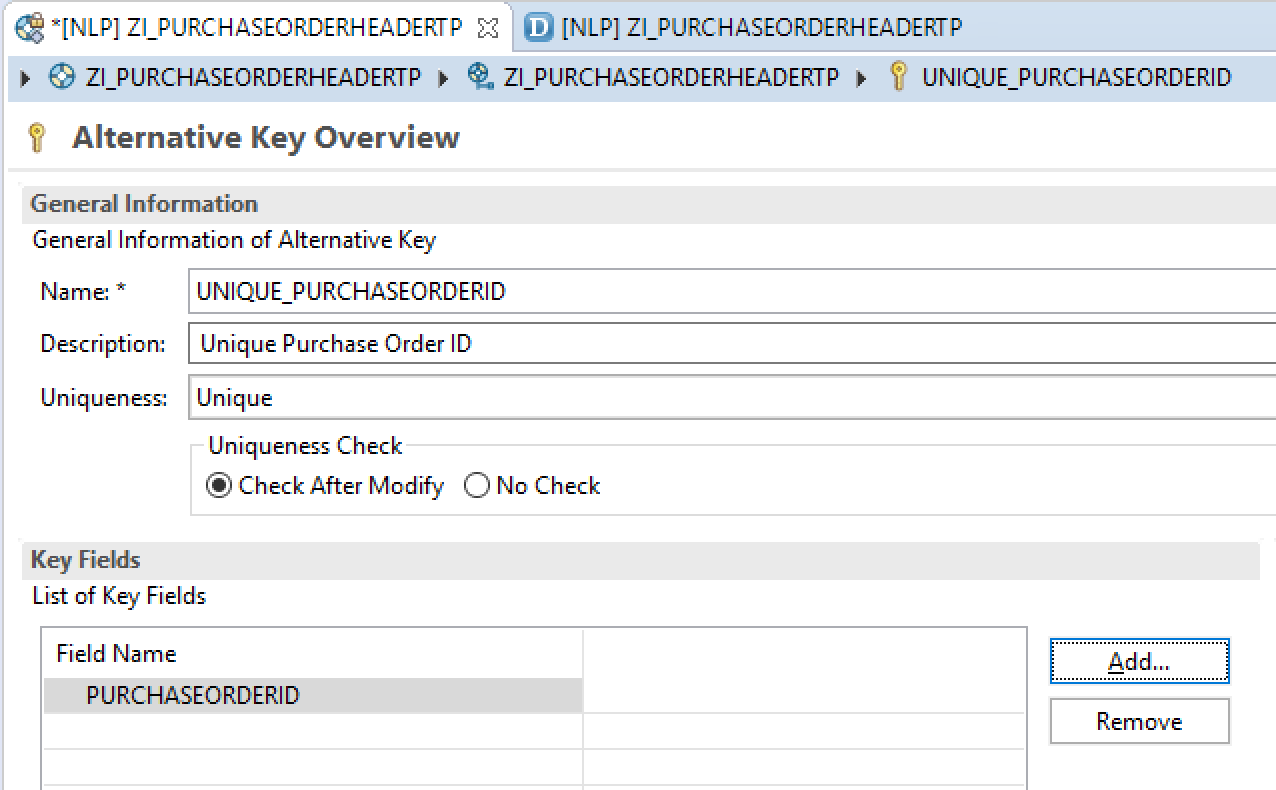 *[NLP] ZI_PURCHASEORDERHEADERTP [NLP] ZI_PURCHASEORDERHEADERTP
ZI_PURCHASEORDERHEADERTP ZI_PURCHASEORDERHEADERTP UNIQUE_PURCHASEORDERID
Alternative Key Overview
General Information
General Information of Alternative Key
Name: * UNIQUE_PURCHASEORDERID
Description: Unique Purchase Order ID
Uniqueness: Unique
Uniqueness Check
Check After Modify No Check
Key Fields
List of Key Fields
Field Name
Add...
PURCHASEORDERID
Remove